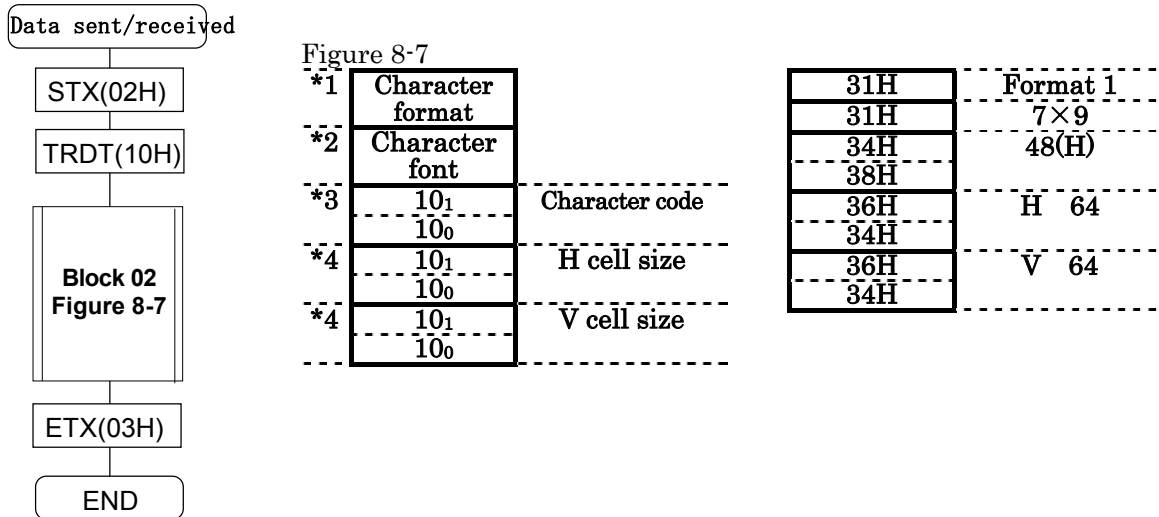 Data sent/received
STX(02H)
TRDT(10H)
Block 02
Figure 8-7
ETX(03H)
END
Figure 8-7
*1 Character
format
*2 Character
font
*3 10₁ Character code
10₀
*4 10₁ H cell size
10₀
*4 10₁ V cell size
10₀
31H Format 1
31H 7×9
34H 48(H)
38H
36H H 64
34H
36H V 64
34H